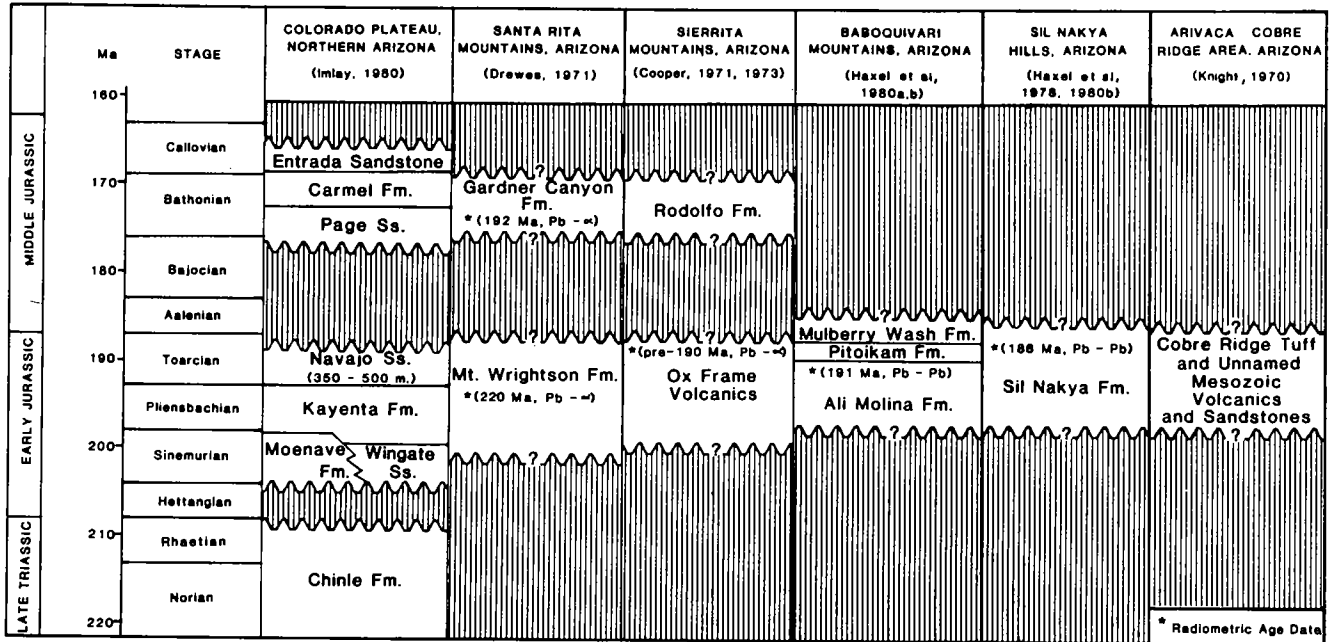 Ma
STAGE
COLORADO PLATEAU,
NORTHERN ARIZONA
(Imlay, 1980)
SANTA RITA
MOUNTAINS, ARIZONA
(Drewes, 1971)
SIERRITA
MOUNTAINS, ARIZONA
(Cooper, 1971, 1973)
BABOQUIVARI
MOUNTAINS, ARIZONA
(Haxel et al,
1980a,b)
SIL NAKYA
HILLS, ARIZONA
(Haxel et al,
1978, 1980b)
ARIVACA COBRE
RIDGE AREA. ARIZONA
(Knight, 1970)
160
170
180
190
200
210
220
MIDDLE JURASSIC
EARLY JURASSIC
LATE TRIASSIC
Callovian
Bathonian
Bajocian
Aalenian
Toarcian
Pliensbachian
Sinemurian
Hettangian
Rhaetian
Norian
Entrada Sandstone
Carmel Fm.
Page Ss.
Navajo Ss.
(350 - 500 m.)
Kayenta Fm.
Moenave
Fm.
Wingate
Ss.
Chinle Fm.
?
Gardner Canyon
Fm.
*(192 Ma, Pb - α)
?
?
Mt. Wrightson Fm.
*(220 Ma, Pb - α)
?
?
Rodolfo Fm.
?
?
*(pre-190 Ma, Pb - α)
Ox Frame
Volcanics
?
Mulberry Wash Fm.
Pitoikam Fm.
*(191 Ma, Pb - Pb)
Ali Molina Fm.
?
?
*(186 Ma, Pb - Pb)
Sil Nakya Fm.
?
?
Cobre Ridge Tuff
and Unnamed
Mesozoic
Volcanics
and Sandstones
?
* Radiometric Age Date